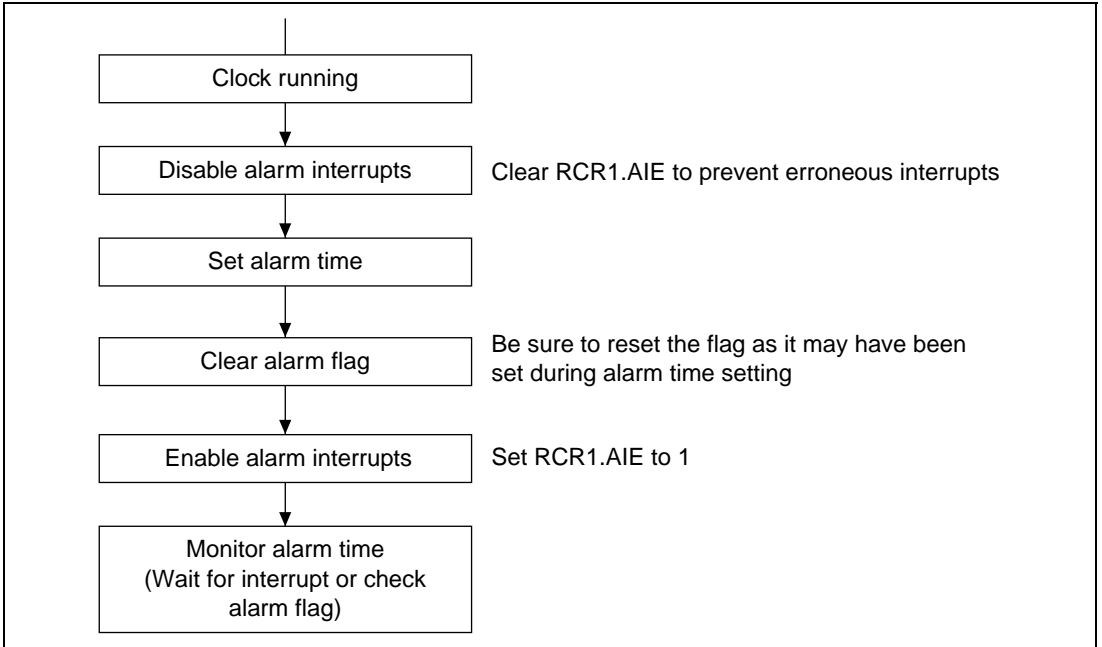 Clock running
Disable alarm interrupts
Clear RCR1.AIE to prevent erroneous interrupts
Set alarm time
Clear alarm flag
Be sure to reset the flag as it may have been
set during alarm time setting
Enable alarm interrupts
Set RCR1.AIE to 1
Monitor alarm time
(Wait for interrupt or check
alarm flag)